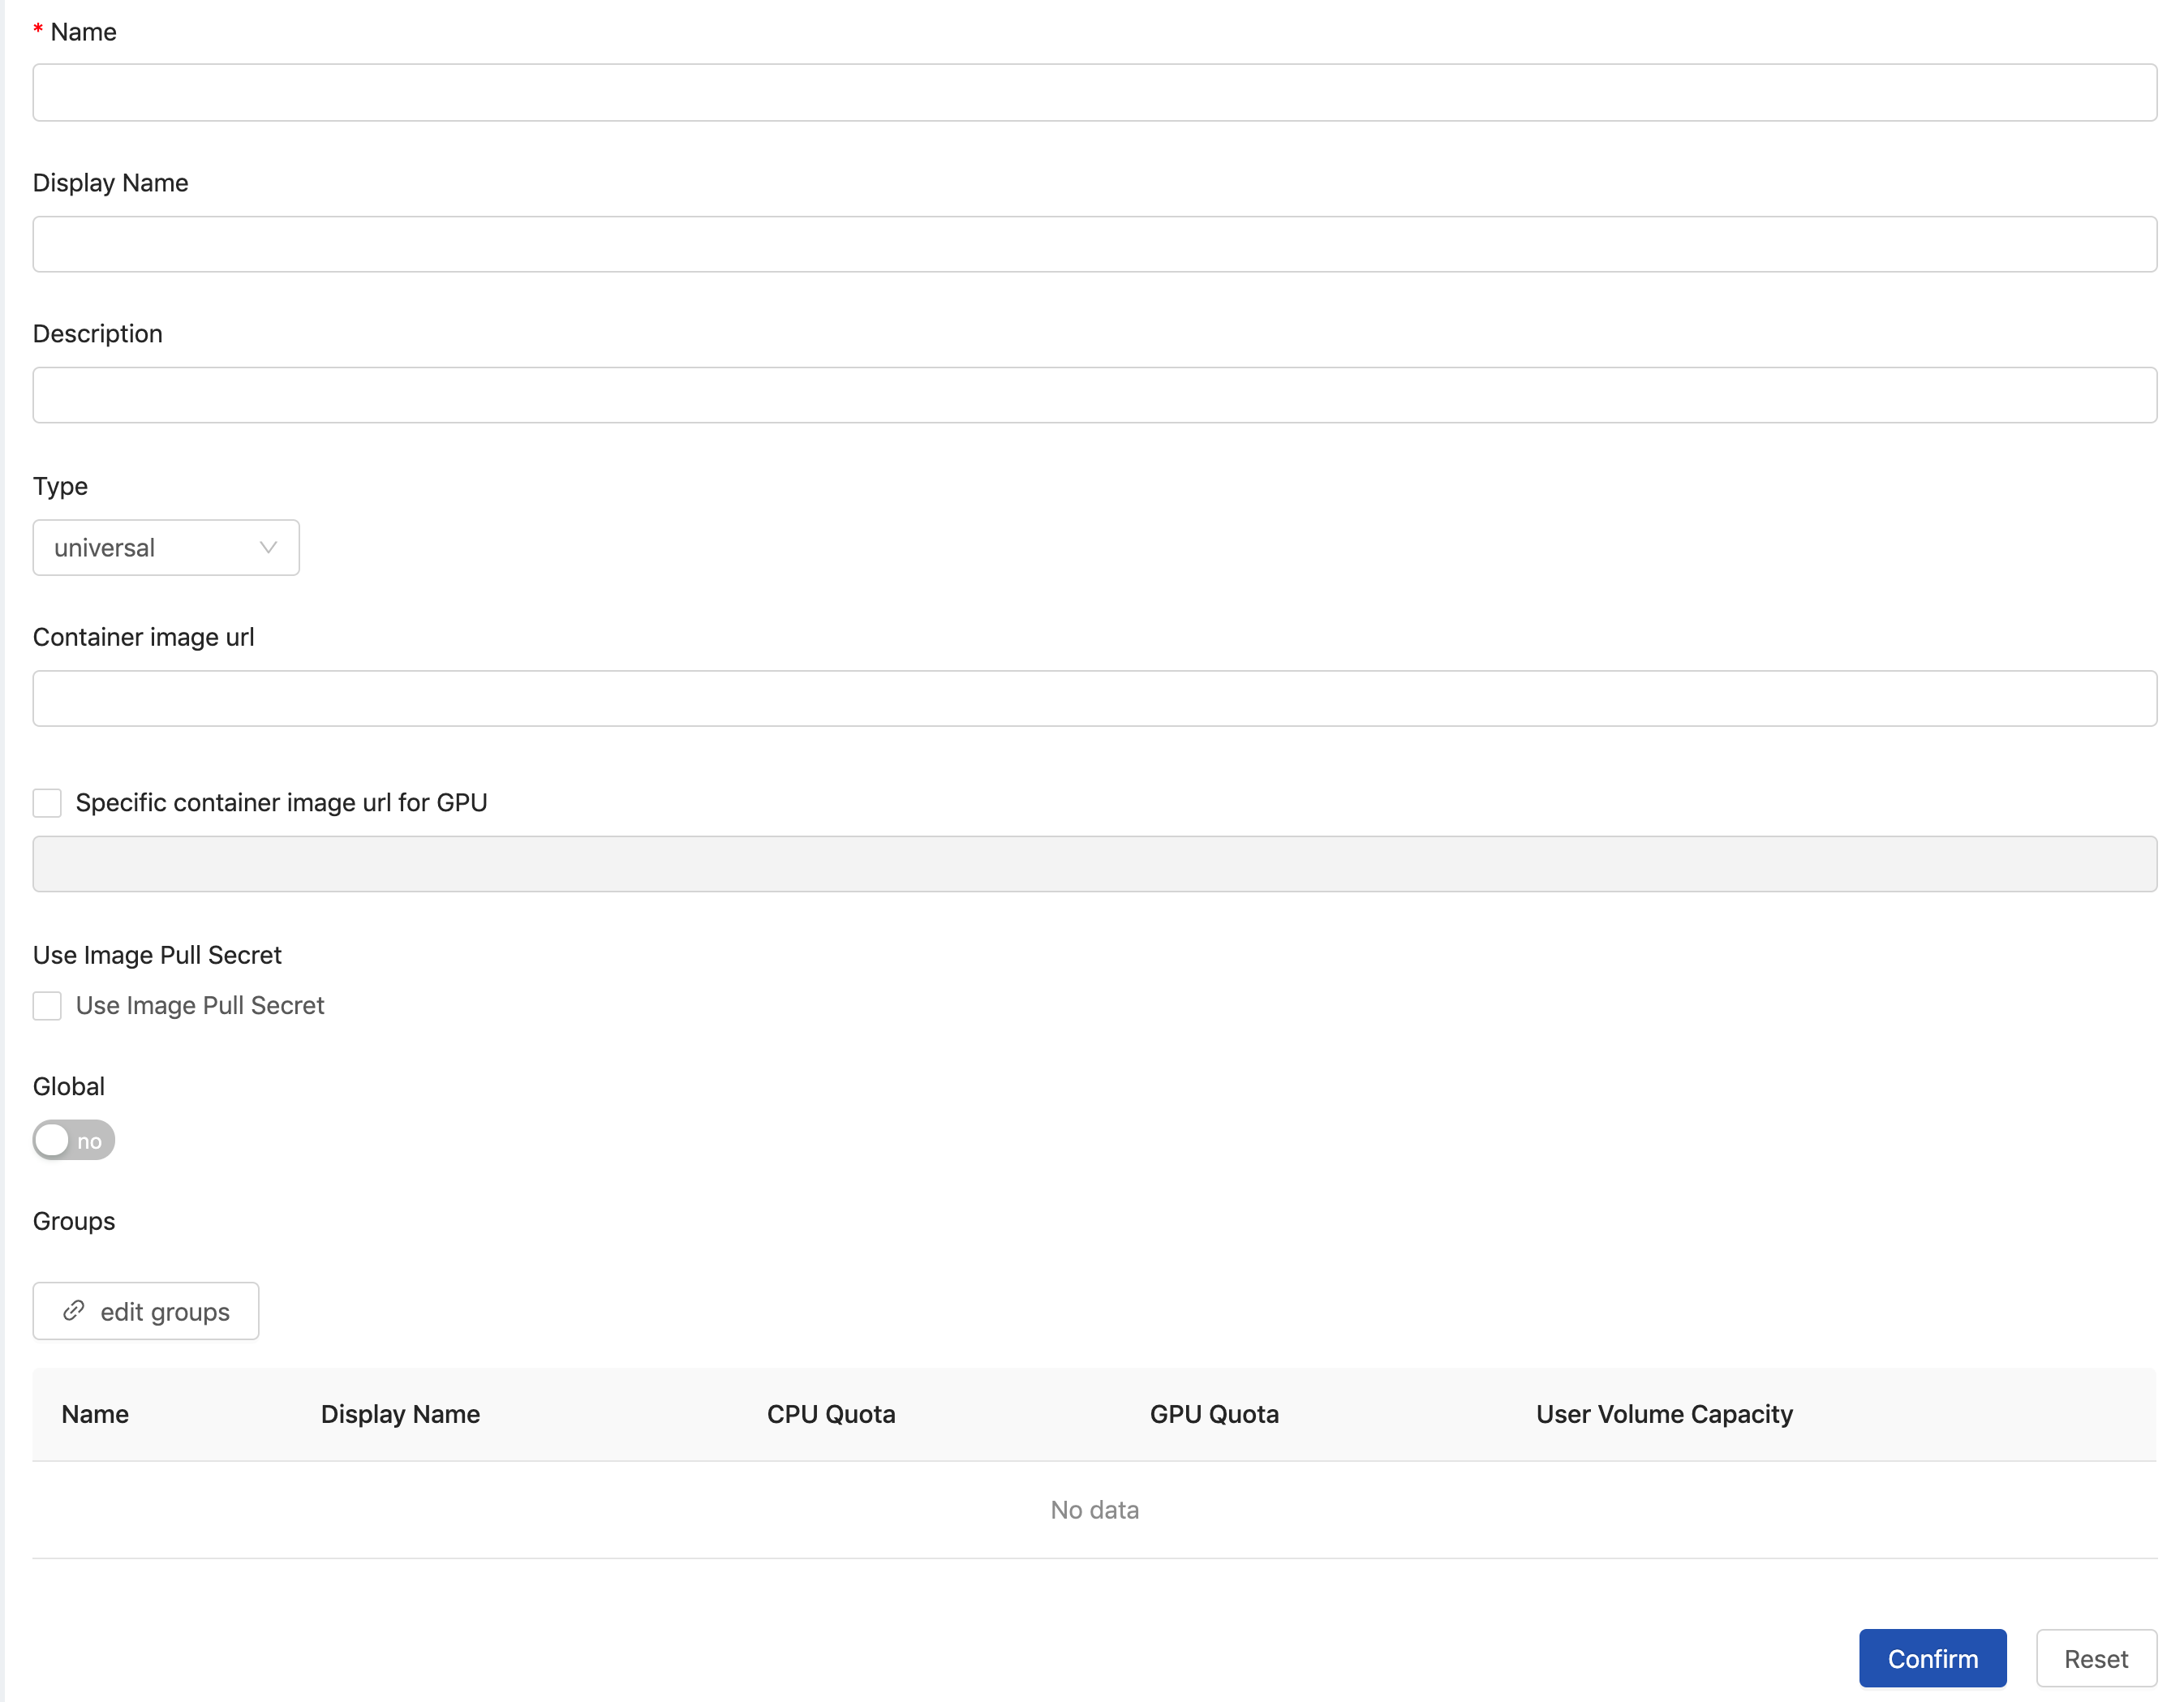 * Name
Display Name
Description
Type
universal
Container image url
Specific container image url for GPU
Use Image Pull Secret
Use Image Pull Secret
Global
no
Groups
edit groups
Name Display Name CPU Quota GPU Quota User Volume Capacity
No data
Confirm Reset